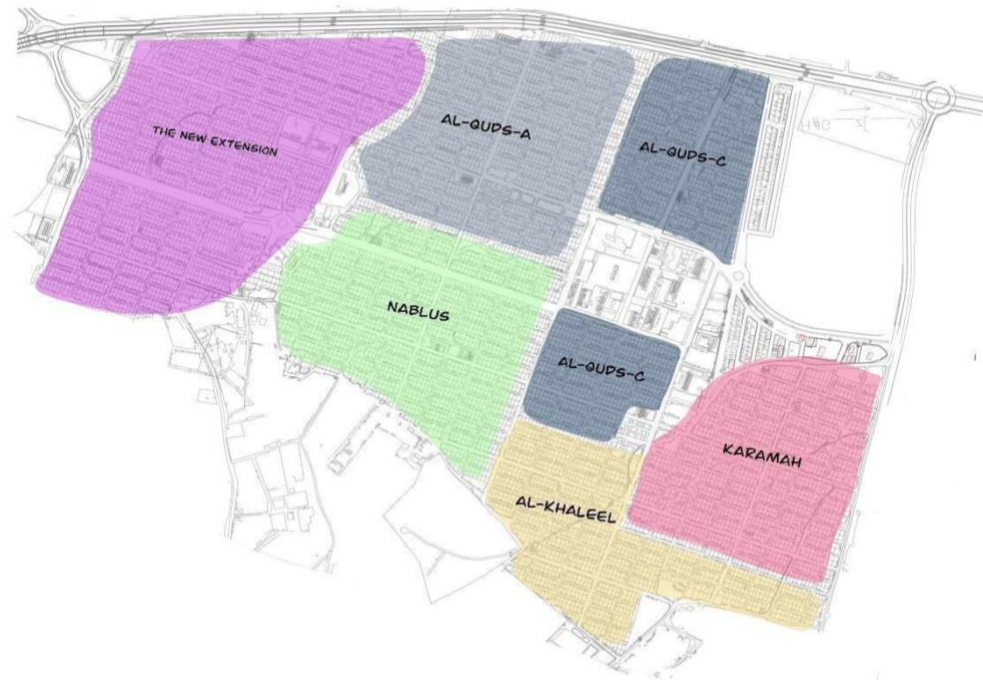 THE NEW EXTENSION
AL-QUDS-A
AL-QUDS-C
NABLUS
AL-QUDS-C
KARAMAH
AL-KHALEEL